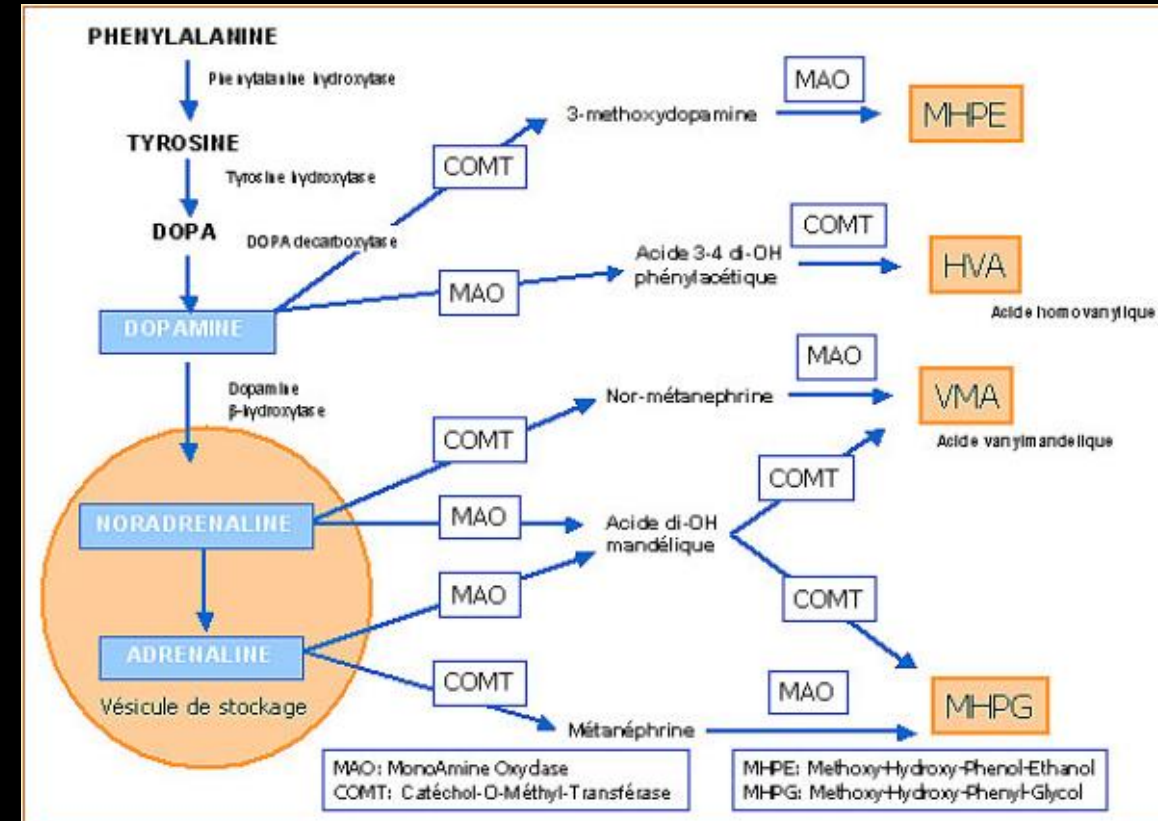 PHENYLALANINE
Phenylalanine hydroxylase
MAO
3-methoxydopamine
MHPE
TYROSINE
COMT
Tyrosine hydroxylase
DOPA
DOPA decarboxylase
COMT
Acide 3-4 di-OH
phénylacétique
HVA
MAO
Acide homovanylique
DOPAMINE
MAO
Dopamine
β-hydroxylase
Nor-métanephrine
VMA
COMT
Acide vanylmandelique
COMT
NORADRENALINE
MAO
Acide di-OH
mandélique
MAO
COMT
ADRENALINE
COMT
MAO
Vésicule de stockage
MHPG
Métanéphrine
MAO: MonoAmine Oxydase
COMT: Catéchol-O-Méthyl-Transférase
MHPE: Methoxy-Hydroxy-Phenol-Ethanol
MHPG: Methoxy-Hydroxy-Phenyl-Glycol